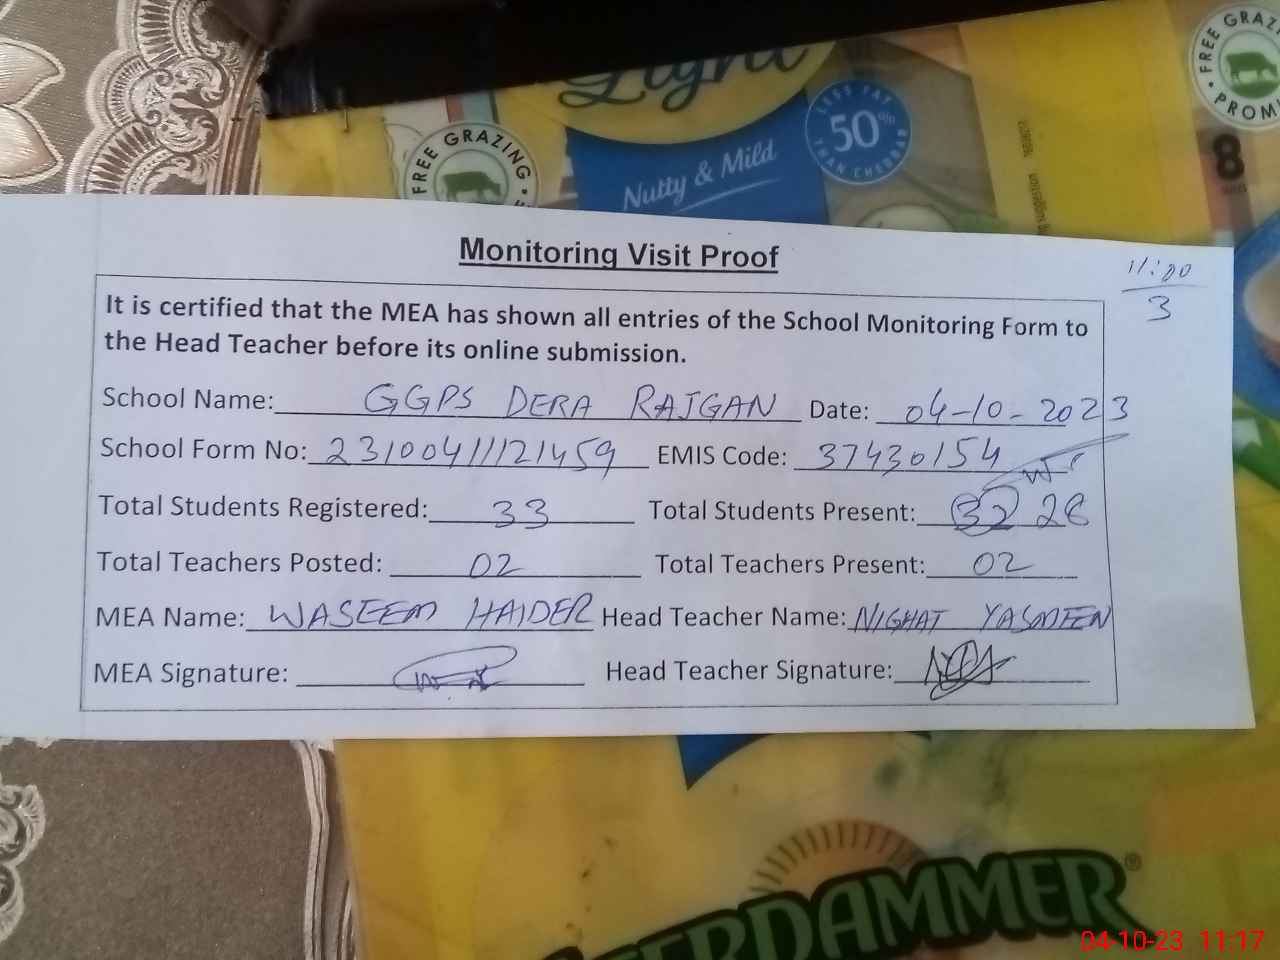 Light
LESS FAT
50%
THAN CHEDDAR
FREE GRAZING
Nutty & Mild
FREE GRAZI
PROM
8
Monitoring Visit Proof
11:00
3
It is certified that the MEA has shown all entries of the School Monitoring Form to
the Head Teacher before its online submission.
School Name: GGPS DERA RAJGAN Date: 04-10-2023
School Form No: 23100411121459 EMIS Code: 37430154
Total Students Registered: 33 Total Students Present: 32 28
Total Teachers Posted: 02 Total Teachers Present: 02
MEA Name: WASEEM HAIDER Head Teacher Name: NIGHAT YASMEEN
MEA Signature: Head Teacher Signature:
ERDAMMER®
04-10-23 11:17